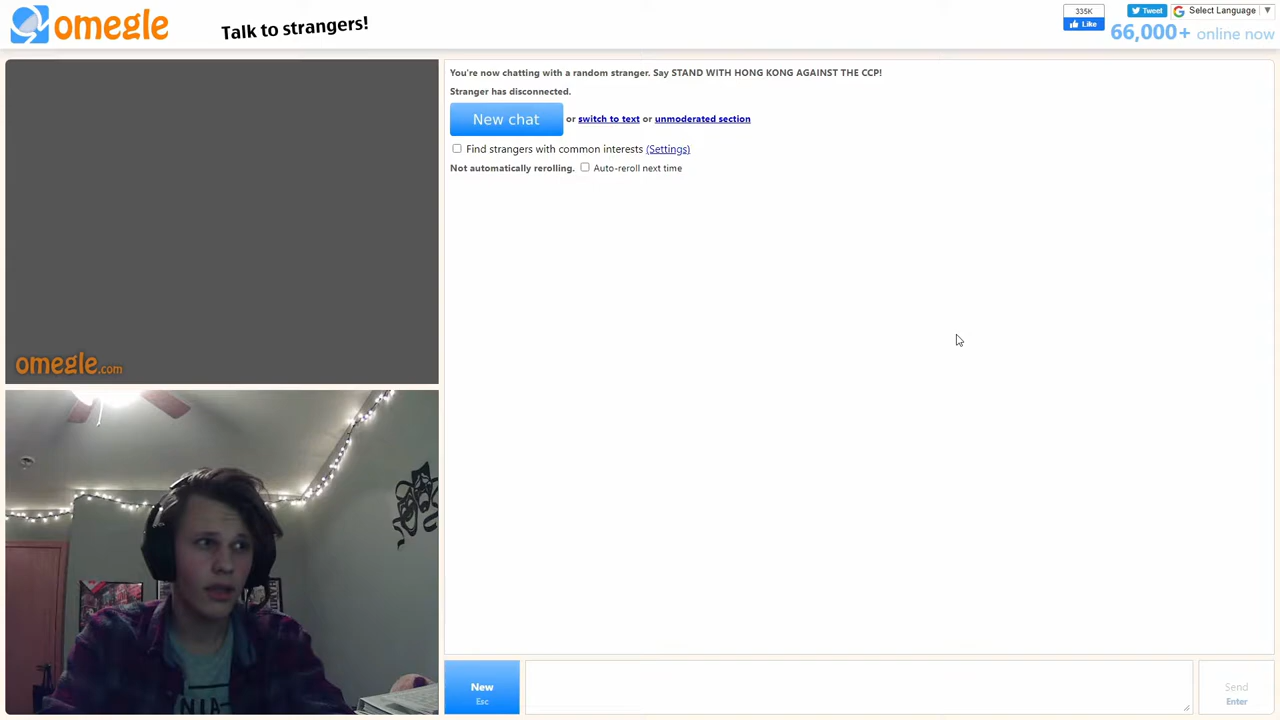 omegle
Talk to strangers!
335K
Like
Tweet
Select Language ▼
66,000+ online now
You're now chatting with a random stranger. Say STAND WITH HONG KONG AGAINST THE CCP!
Stranger has disconnected.
New chat or switch to text or unmoderated section
Find strangers with common interests (Settings)
Not automatically rerolling. Auto-reroll next time
omegle.com
New
Esc
Send
Enter